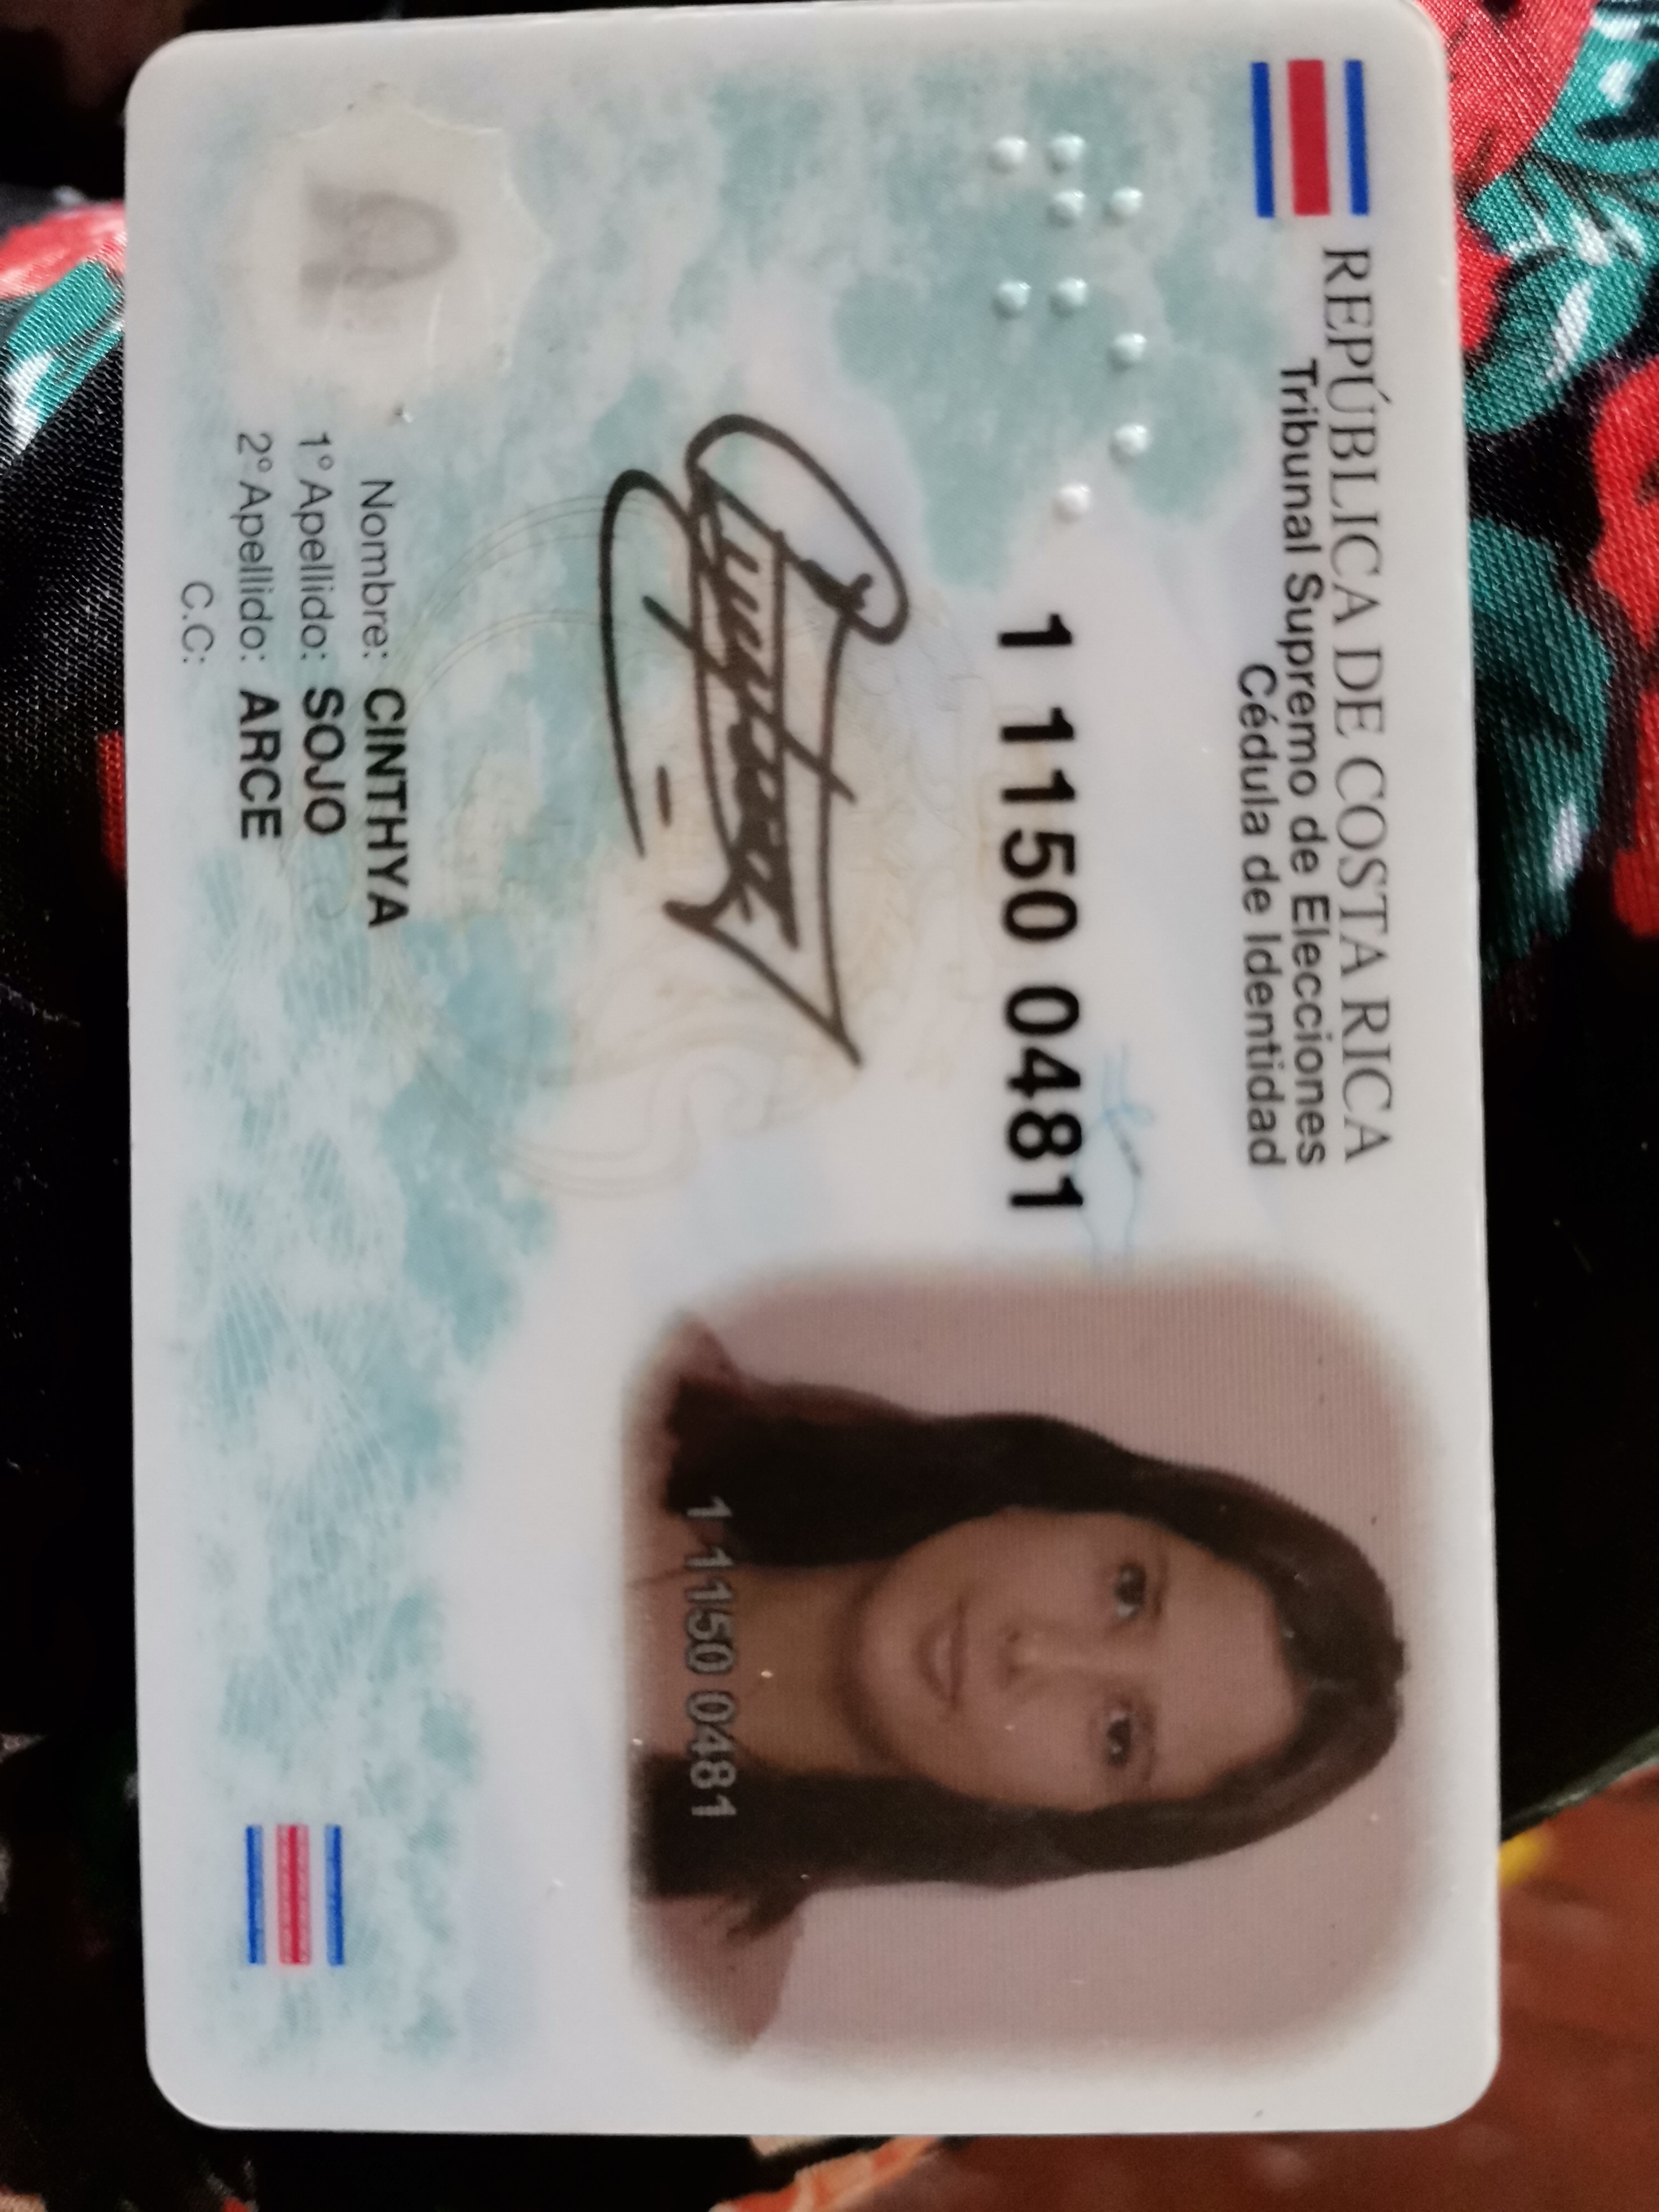 REPÚBLICA DE COSTA RICA
Tribunal Supremo de Elecciones
Cédula de Identidad
1 1150 0481
1 1150 0481
Nombre: CINTHYA
1° Apellido: SOJO
2° Apellido: ARCE
C.C: